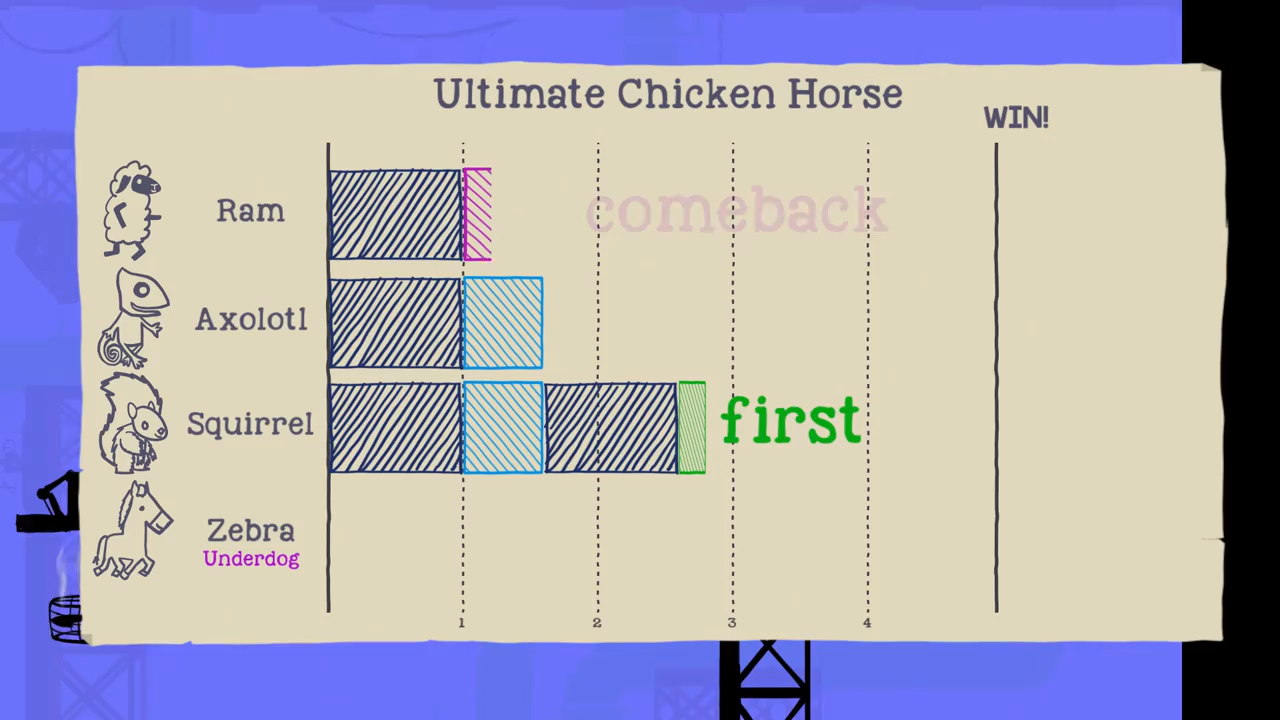 Ultimate Chicken Horse
WIN!
Ram
comeback
Axolotl
Squirrel
first
Zebra
Underdog
1 2 3 4